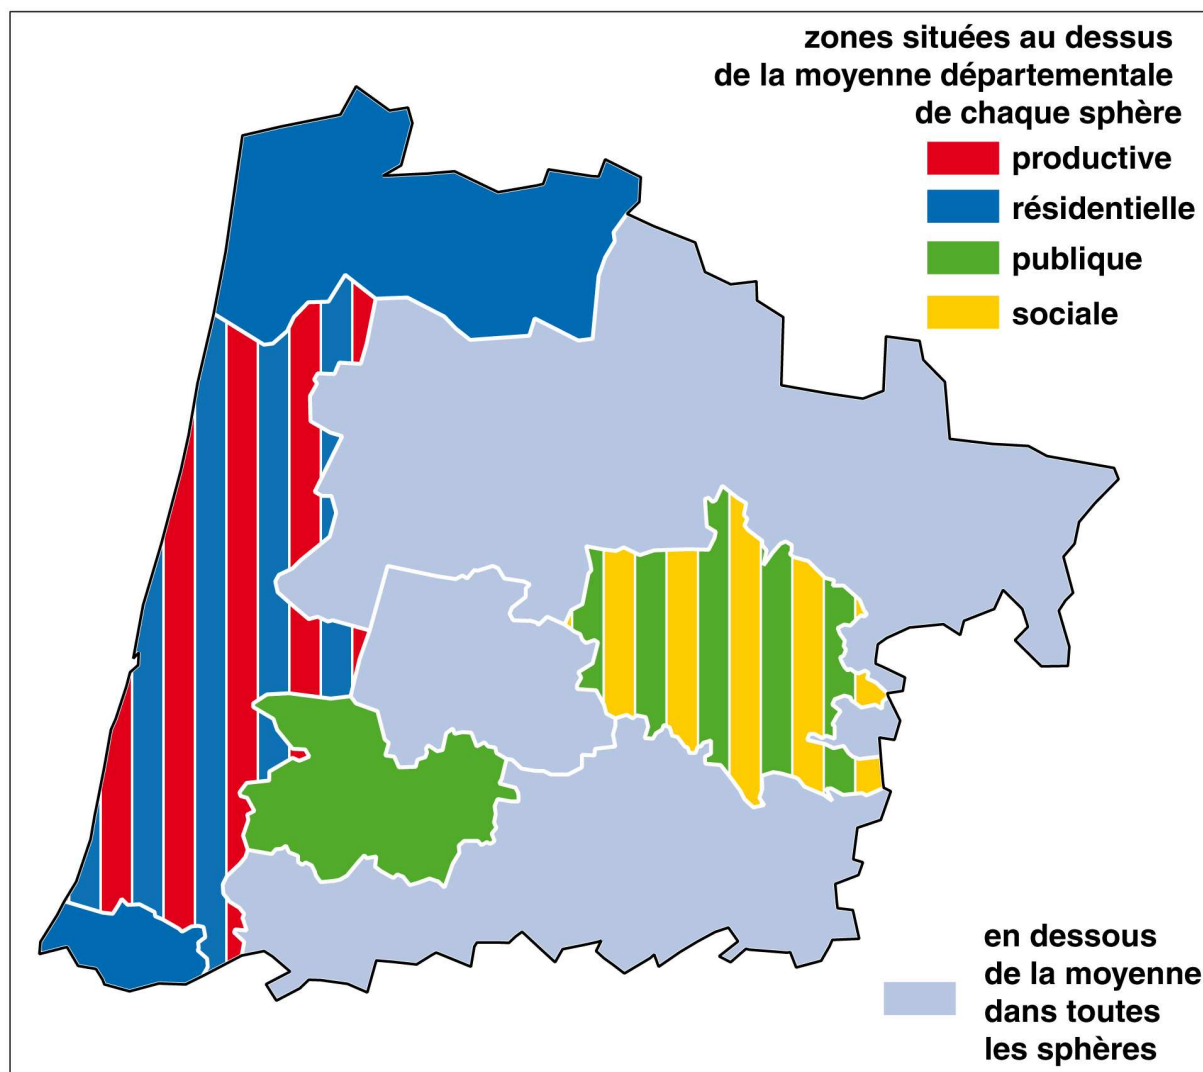 zones situées au dessus
de la moyenne départementale
de chaque sphère
productive
résidentielle
publique
sociale
en dessous
de la moyenne
dans toutes
les sphères